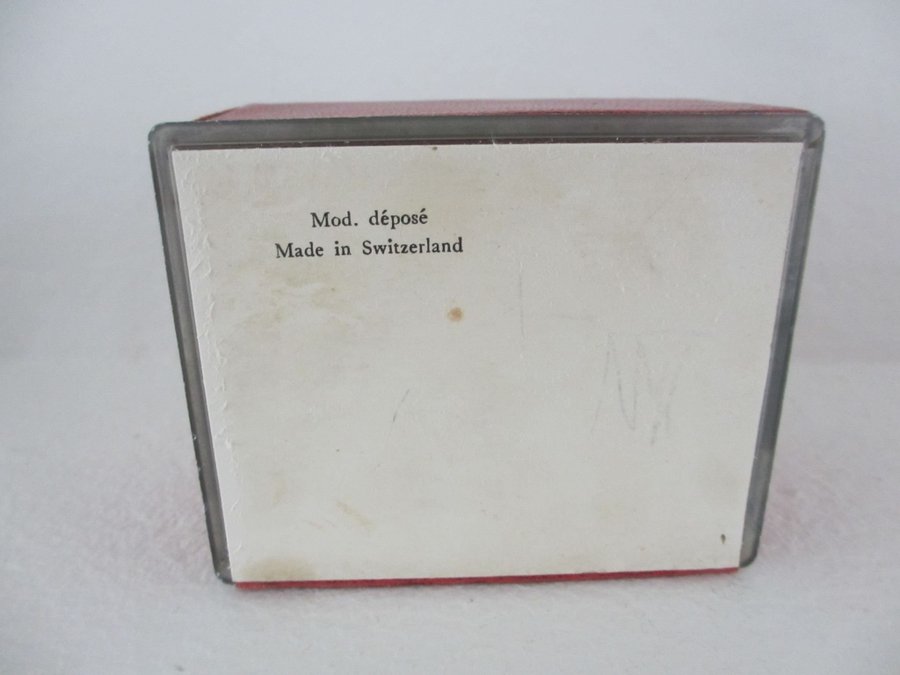 Mod. déposé
Made in Switzerland